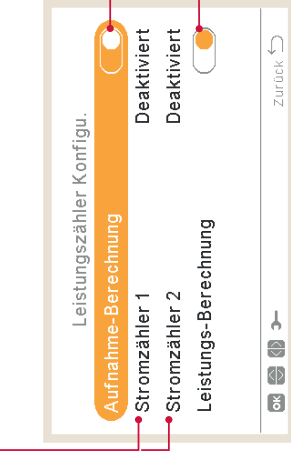 Leistungszähler Konfigu.
Aufnahme-Berechnung
Stromzähler 1 Deaktiviert
Stromzähler 2 Deaktiviert
Leistungs-Berechnung
OK Zurück